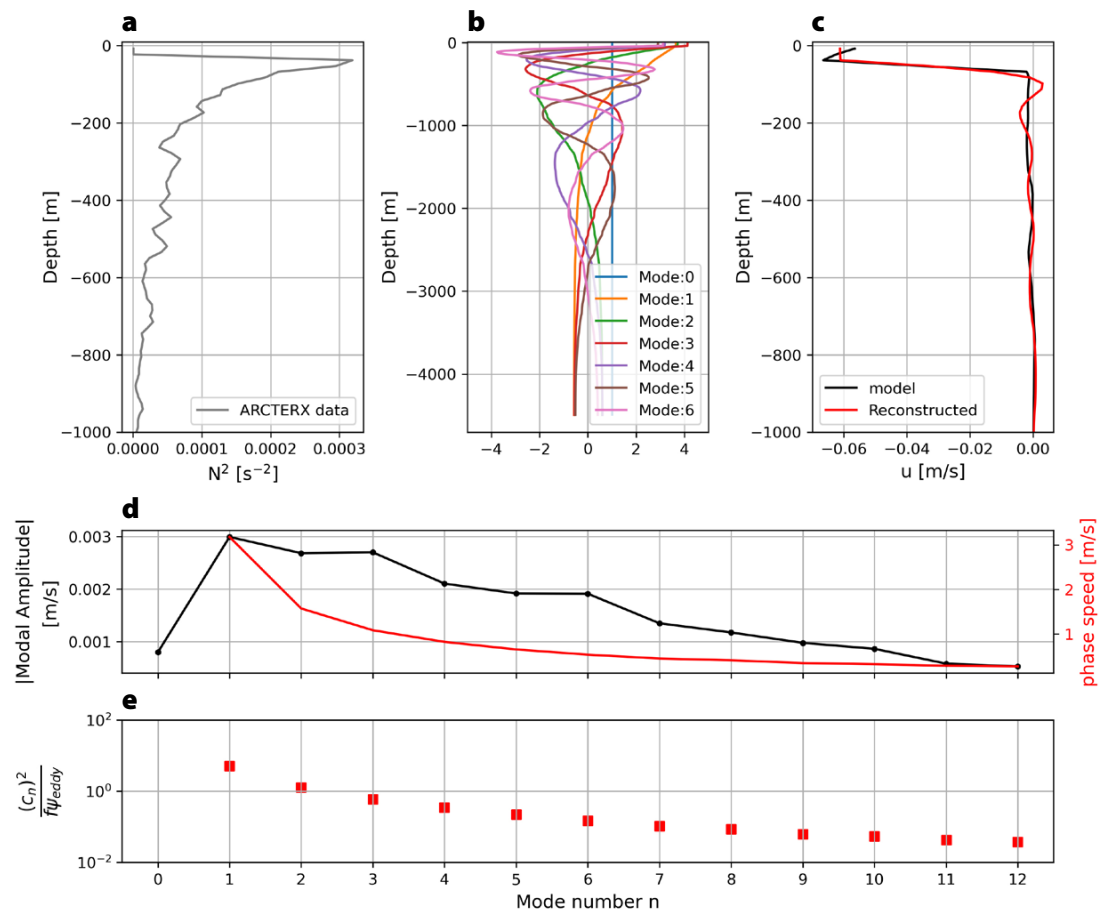 a
b
c
0
−200
−400
−600
−800
−1000
Depth [m]
0.0000
0.0001
0.0002
0.0003
N² [s⁻²]
ARCTERX data
0
−1000
−2000
−3000
−4000
Depth [m]
−4
−2
0
2
4
Mode:0
Mode:1
Mode:2
Mode:3
Mode:4
Mode:5
Mode:6
0
−200
−400
−600
−800
−1000
Depth [m]
−0.06
−0.04
−0.02
0.00
u [m/s]
model
Reconstructed
d
|Modal Amplitude|
[m/s]
0.003
0.002
0.001
3
2
1
phase speed [m/s]
e
(cₙ)²
fψeddy
10²
10⁰
10⁻²
0 1 2 3 4 5 6 7 8 9 10 11 12
Mode number n